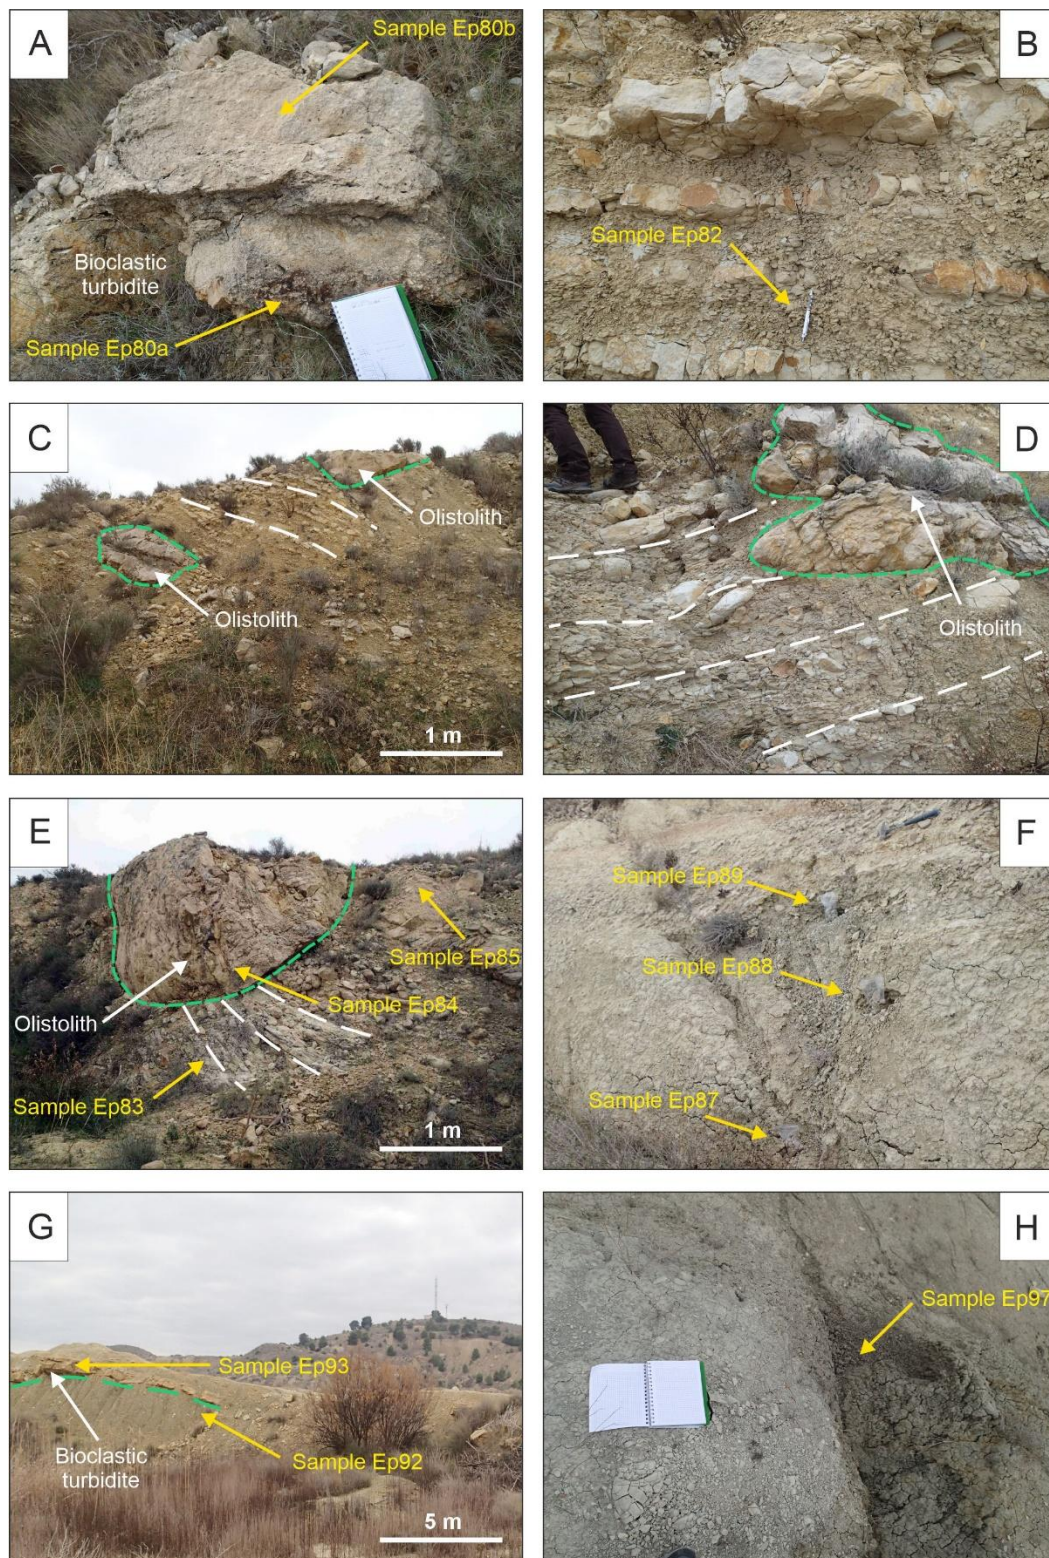 A
Sample Ep80b
Bioclastic
turbidite
Sample Ep80a
B
Sample Ep82
C
Olistolith
Olistolith
1 m
D
Olistolith
E
Sample Ep85
Sample Ep84
Olistolith
Sample Ep83
1 m
F
Sample Ep89
Sample Ep88
Sample Ep87
G
Sample Ep93
Bioclastic
turbidite
Sample Ep92
5 m
H
Sample Ep97